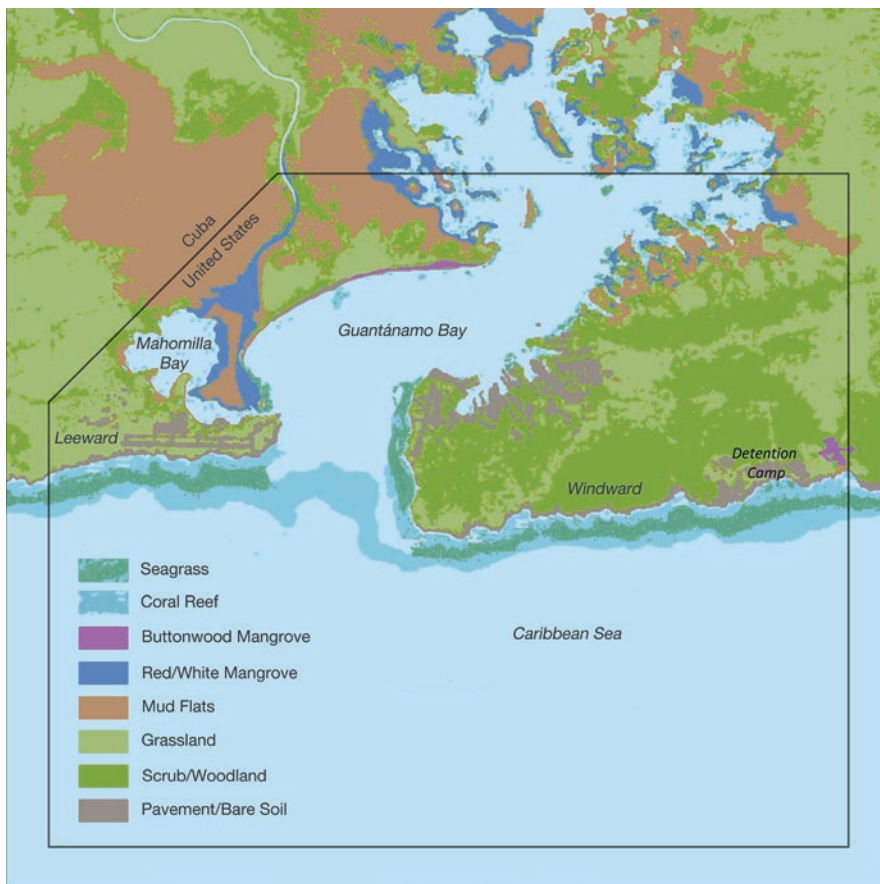 Cuba
United States
Guantánamo Bay
Mahomilla
Bay
Leeward
Detention
Camp
Windward
Seagrass
Coral Reef
Buttonwood Mangrove
Red/White Mangrove
Mud Flats
Grassland
Scrub/Woodland
Pavement/Bare Soil
Caribbean Sea